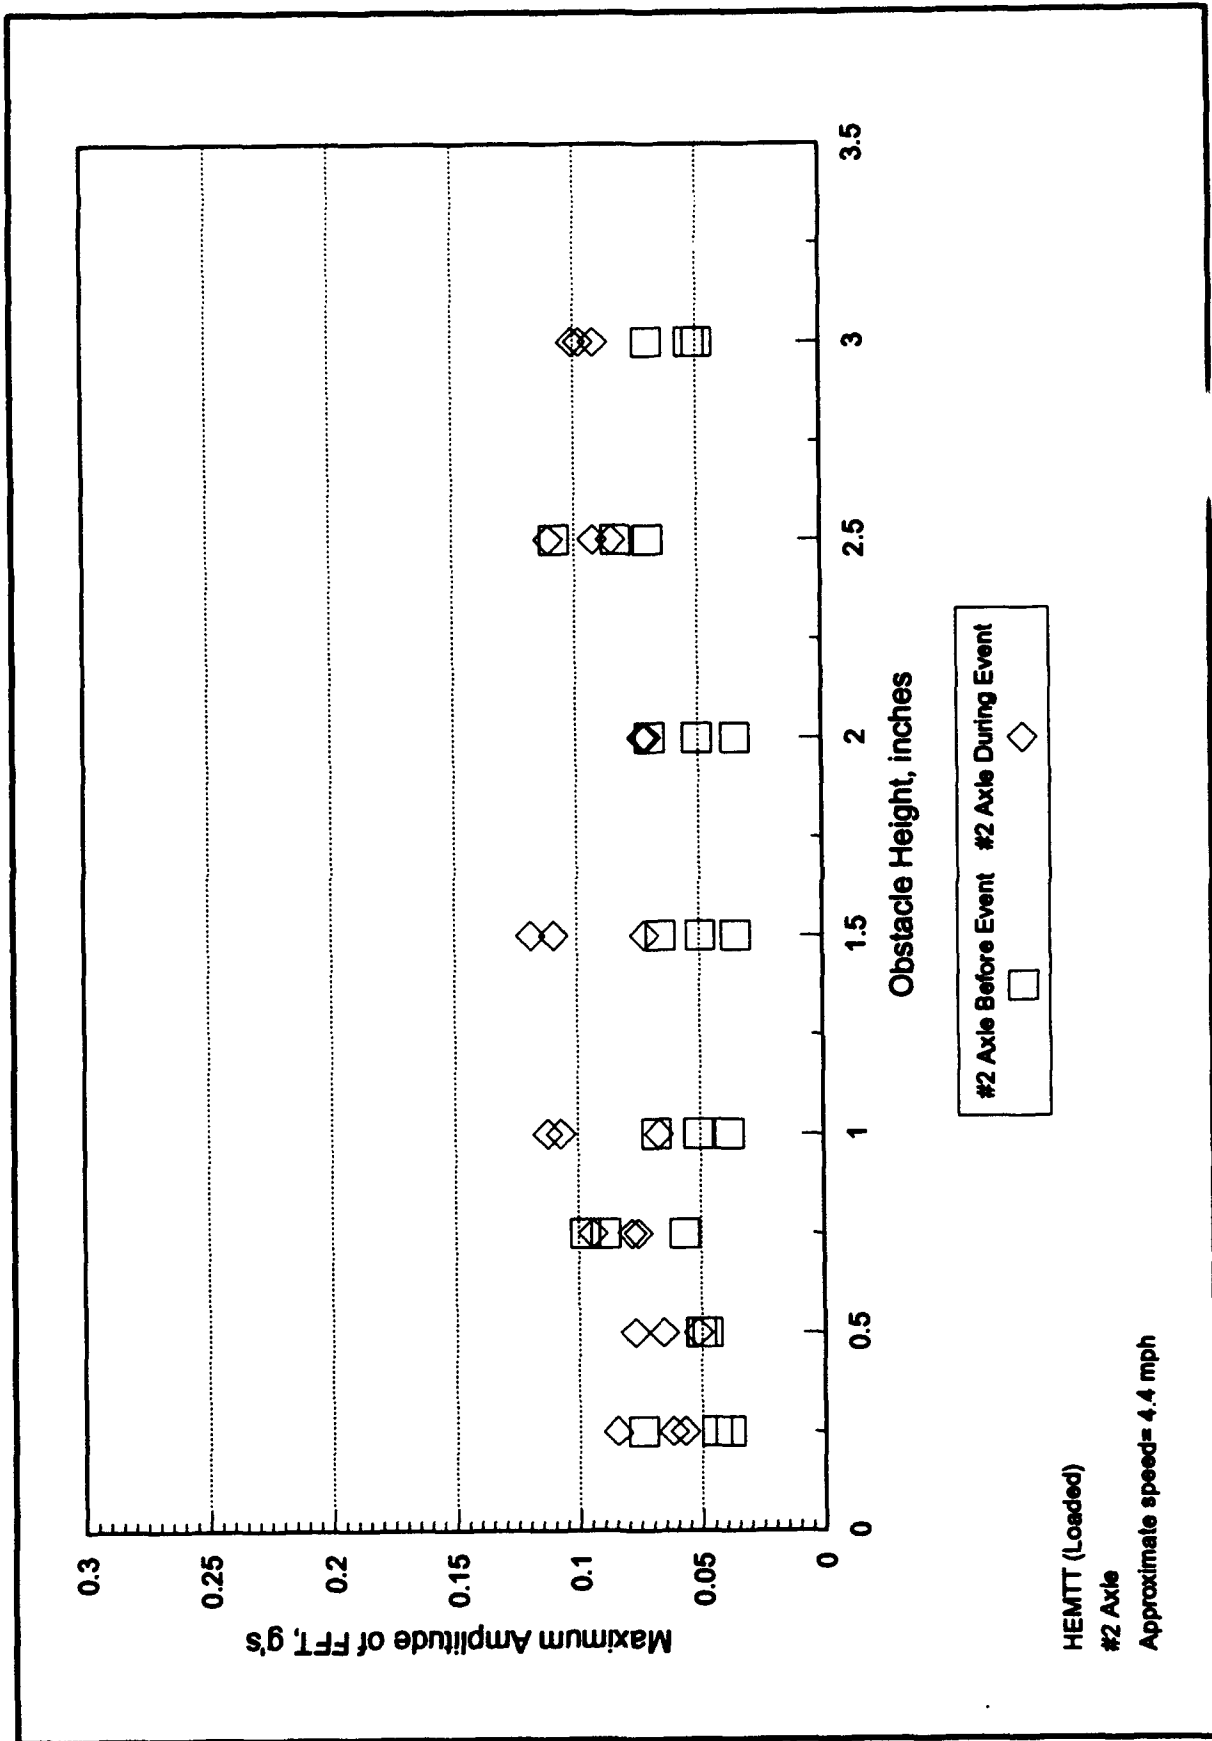 Maximum Amplitude of FFT, g's
0.3
0.25
0.2
0.15
0.1
0.05
0
0 0.5 1 1.5 2 2.5 3 3.5
Obstacle Height, inches
#2 Axle Before Event #2 Axle During Event
HEMTT (Loaded)
#2 Axle
Approximate speed= 4.4 mph